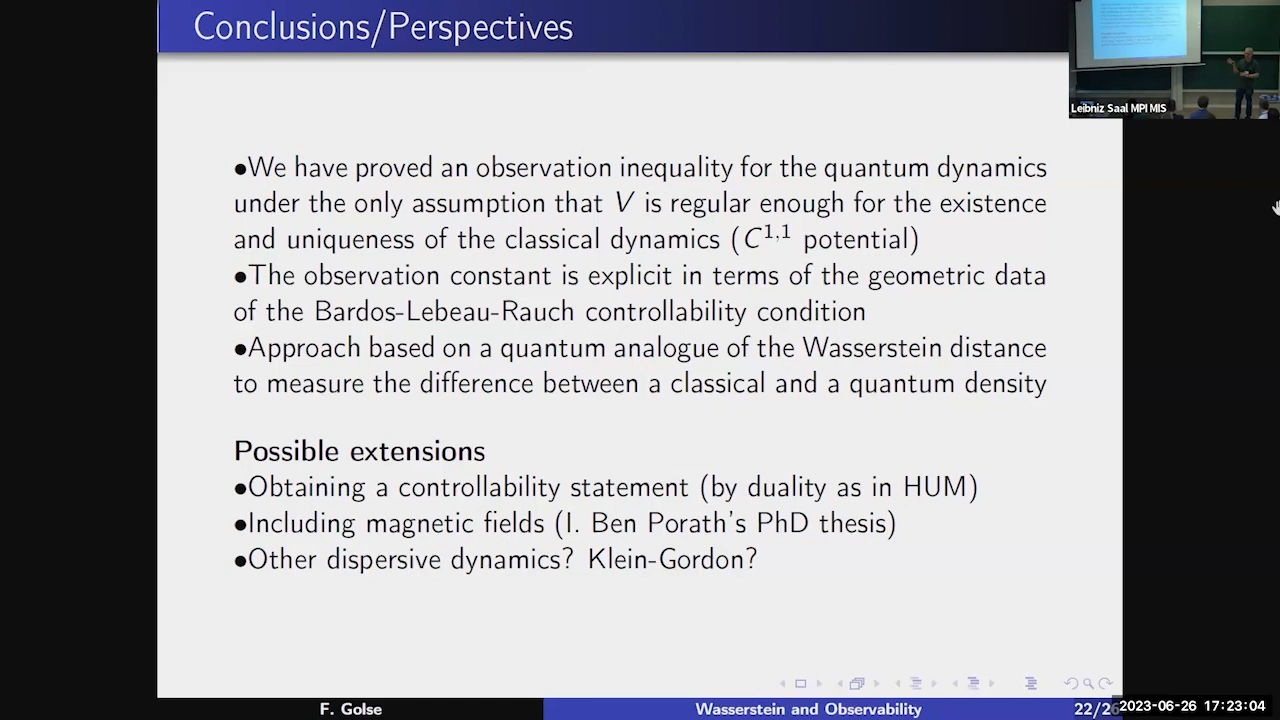 Conclusions/Perspectives
Leibniz Saal MPI MIS
•We have proved an observation inequality for the quantum dynamics
under the only assumption that V is regular enough for the existence
and uniqueness of the classical dynamics (C^{1,1} potential)
•The observation constant is explicit in terms of the geometric data
of the Bardos-Lebeau-Rauch controllability condition
•Approach based on a quantum analogue of the Wasserstein distance
to measure the difference between a classical and a quantum density
Possible extensions
•Obtaining a controllability statement (by duality as in HUM)
•Including magnetic fields (I. Ben Porath's PhD thesis)
•Other dispersive dynamics? Klein-Gordon?
F. Golse
Wasserstein and Observability
22/26
2023-06-26 17:23:04